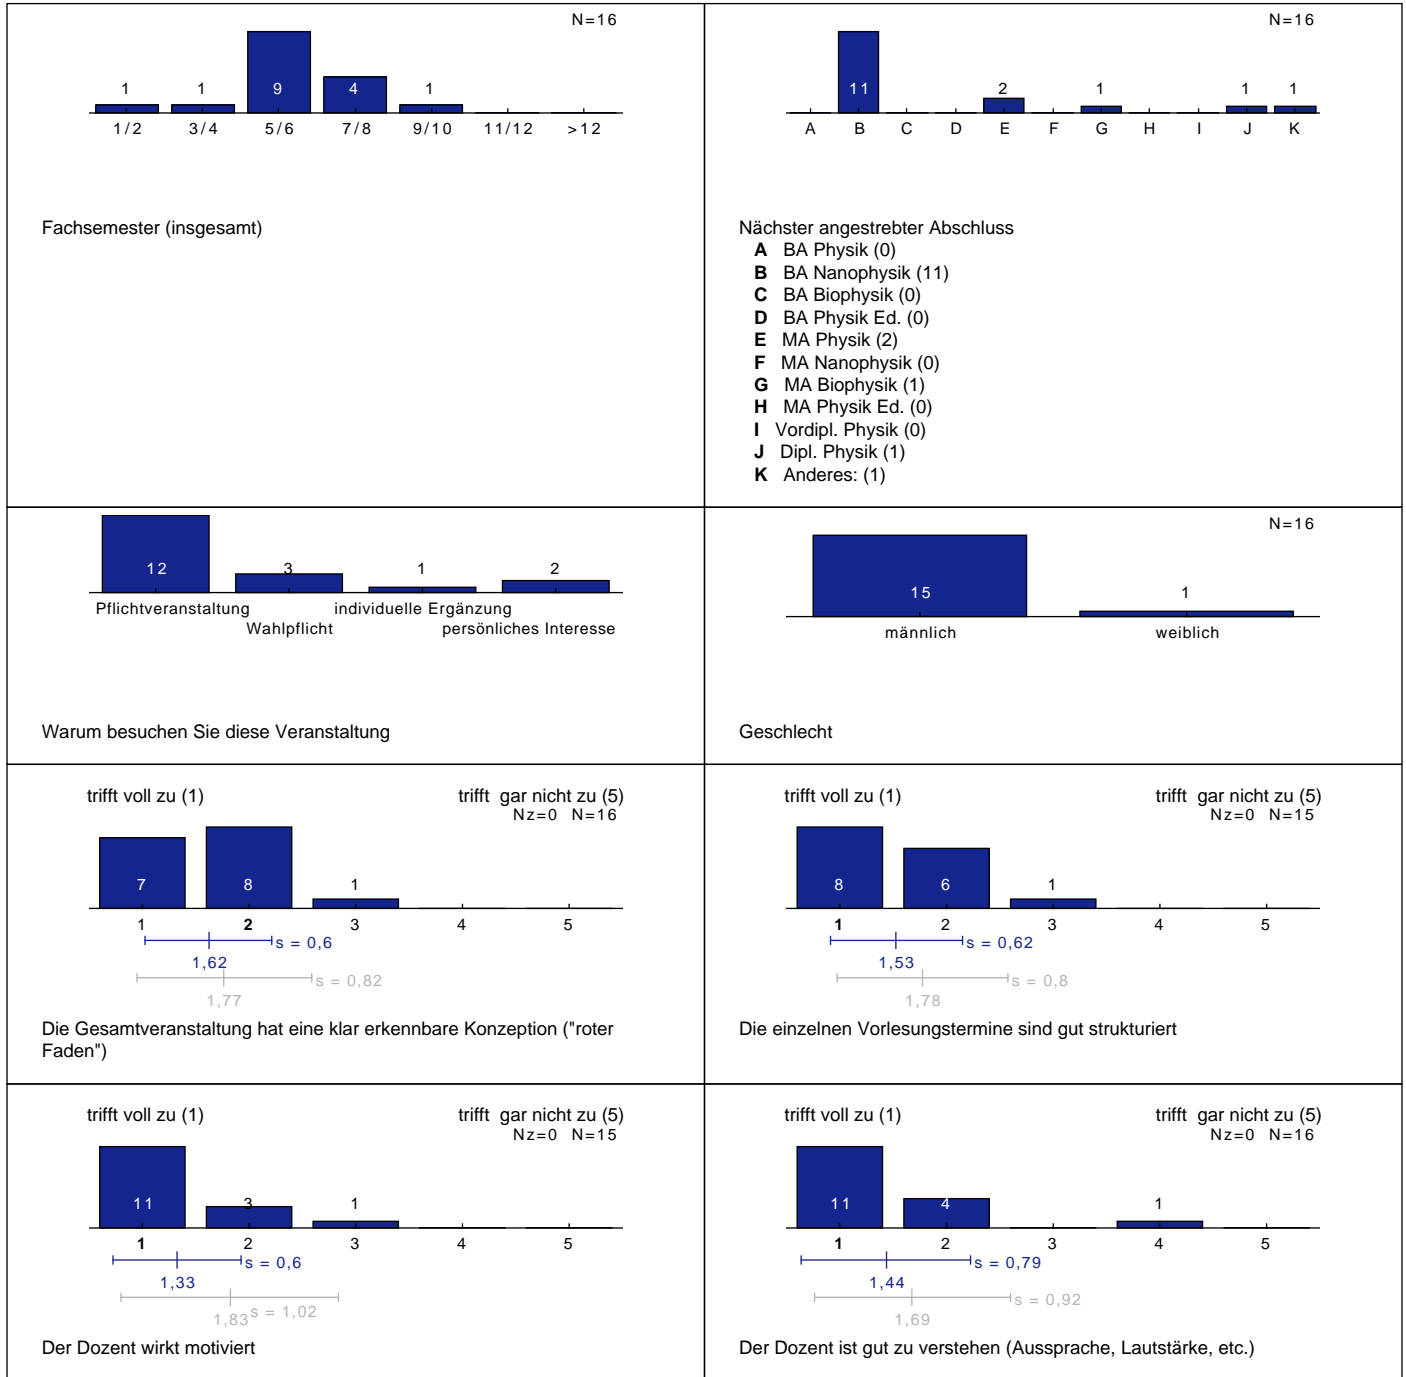 N=16
1 1 9 4 1
1/2 3/4 5/6 7/8 9/10 11/12 >12
Fachsemester (insgesamt)
N=16
11 2 1 1 1
A B C D E F G H I J K
Nächster angestrebter Abschluss
A BA Physik (0)
B BA Nanophysik (11)
C BA Biophysik (0)
D BA Physik Ed. (0)
E MA Physik (2)
F MA Nanophysik (0)
G MA Biophysik (1)
H MA Physik Ed. (0)
I Vordipl. Physik (0)
J Dipl. Physik (1)
K Anderes: (1)
12 3 1 2
Pflichtveranstaltung individuelle Ergänzung
Wahlpflicht persönliches Interesse
Warum besuchen Sie diese Veranstaltung
N=16
15 1
männlich weiblich
Geschlecht
trifft voll zu (1) trifft gar nicht zu (5)
Nz=0 N=16
7 8 1
1 2 3 4 5
s = 0,6
1,62
s = 0,82
1,77
Die Gesamtveranstaltung hat eine klar erkennbare Konzeption ("roter
Faden")
trifft voll zu (1) trifft gar nicht zu (5)
Nz=0 N=15
8 6 1
1 2 3 4 5
s = 0,62
1,53
s = 0,8
1,78
Die einzelnen Vorlesungstermine sind gut strukturiert
trifft voll zu (1) trifft gar nicht zu (5)
Nz=0 N=15
11 3 1
1 2 3 4 5
s = 0,6
1,33
s = 1,02
1,83
Der Dozent wirkt motiviert
trifft voll zu (1) trifft gar nicht zu (5)
Nz=0 N=16
11 4 1
1 2 3 4 5
s = 0,79
1,44
s = 0,92
1,69
Der Dozent ist gut zu verstehen (Aussprache, Lautstärke, etc.)